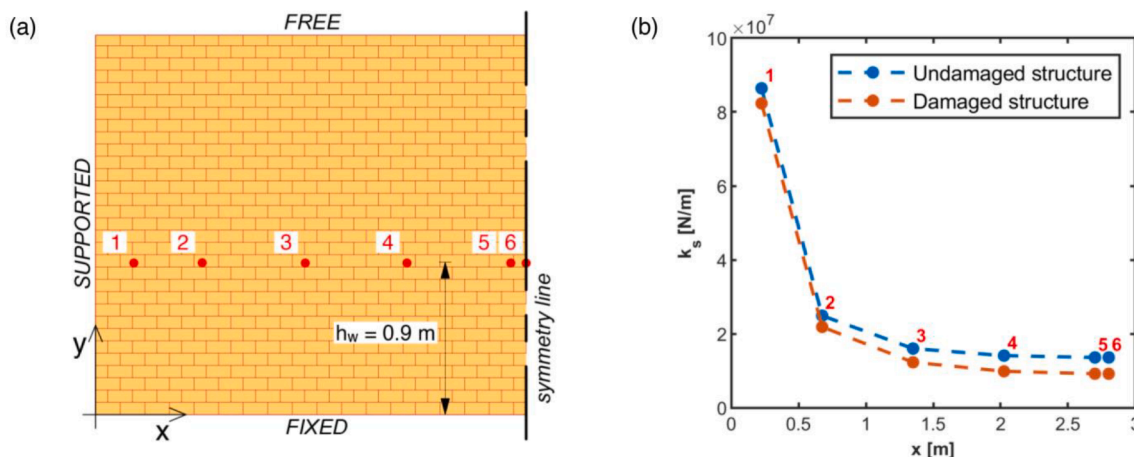 (a)
FREE
SUPPORTED
1 2 3 4 5 6
h_w = 0.9 m
symmetry line
y
x
FIXED
(b)
× 10^7
10
8
6
4
2
0
k_s [N/m]
Undamaged structure
Damaged structure
1
2
3
4
5 6
0 0.5 1 1.5 2 2.5 3
x [m]